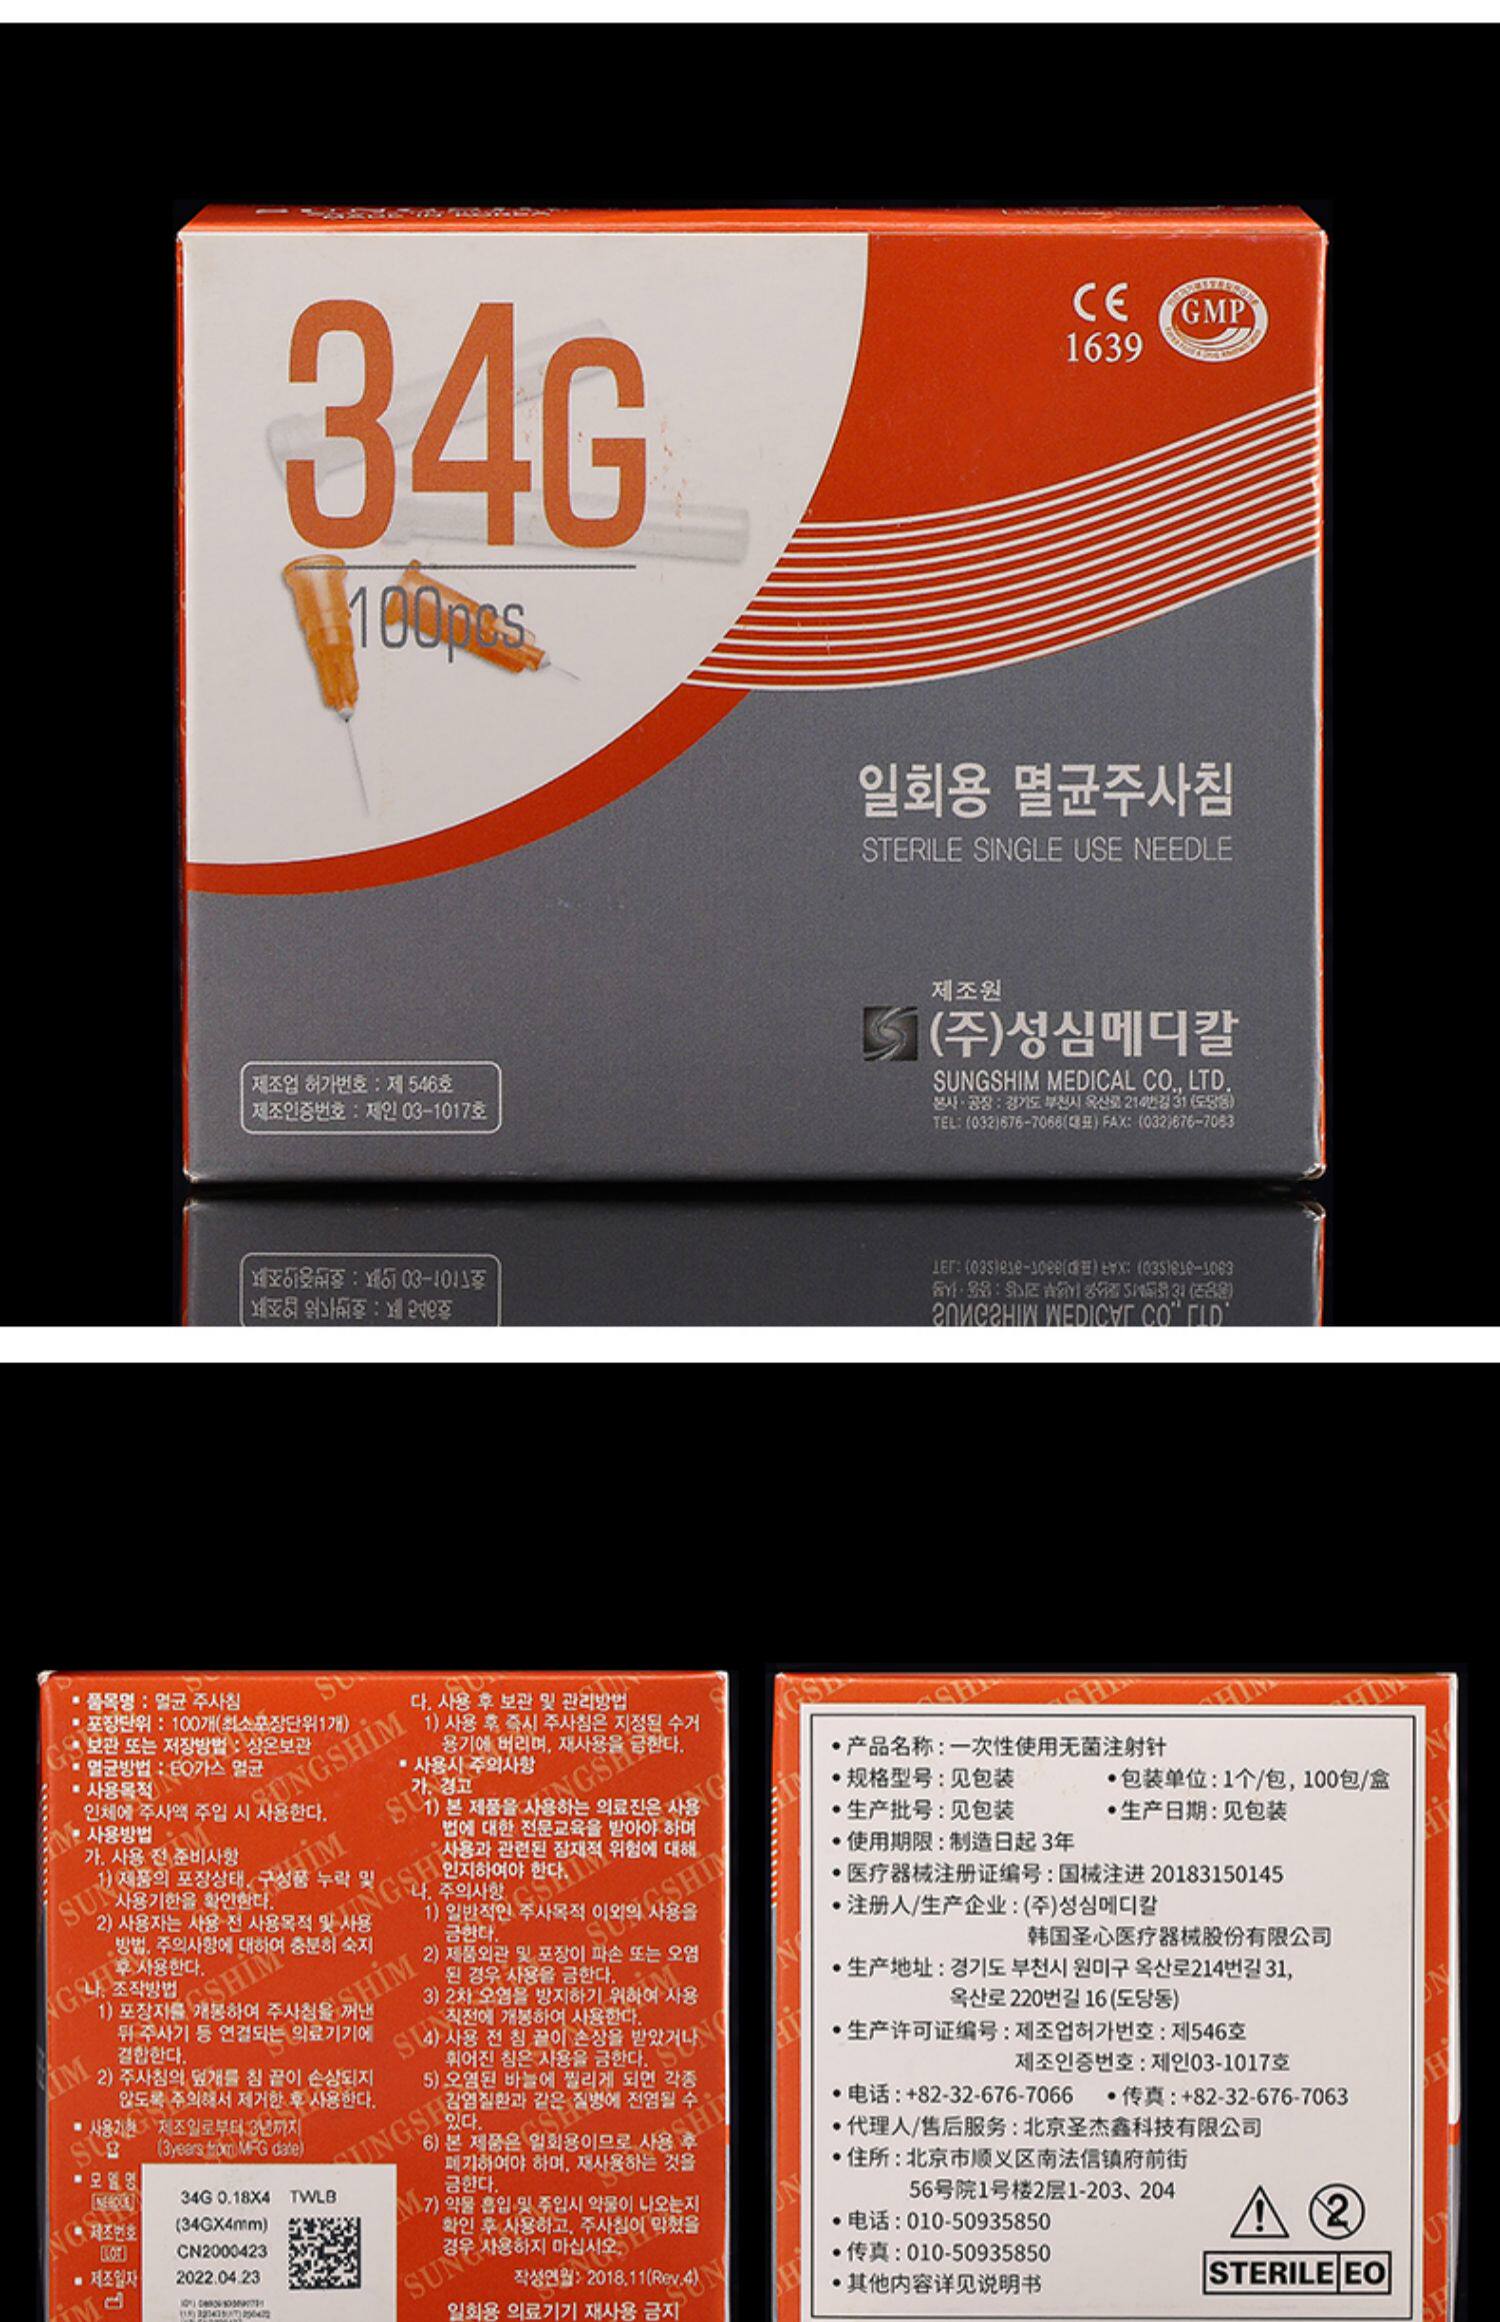 34G
100pcs
CE
1639
GMP
일회용 멸균주사침
STERILE SINGLE USE NEEDLE
제조원
(주)성심메디칼
SUNGSHIM MEDICAL CO., LTD.
본사 · 공장 : 경기도 부천시 옥산로 214번길 31 (도당동)
TEL: (032)676-7066(대표) FAX: (032)676-7063
제조업 허가번호 : 제 546호
제조인증번호 : 제인 03-1017호
▪ 품목명 : 멸균 주사침
▪ 포장단위 : 100개(최소포장단위1개)
▪ 보관 또는 저장방법 : 상온보관
▪ 멸균방법 : EO가스 멸균
▪ 사용목적
인체에 주사액 주입 시 사용한다.
▪ 사용방법
가. 사용 전 준비사항
1) 제품의 포장상태, 구성품 누락 및
사용기한을 확인한다.
2) 사용자는 사용 전 사용목적 및 사용
방법, 주의사항에 대하여 충분히 숙지
후 사용한다.
나. 조작방법
1) 포장지를 개봉하여 주사침을 꺼낸
뒤 주사기 등 연결되는 의료기기에
결합한다.
2) 주사침의 덮개를 침 끝이 손상되지
않도록 주의해서 제거한 후 사용한다.
▪ 사용기한 제조일로부터 3년까지
(3years from MFG date)
▪ 모 델 명
34G 0.18X4 TWLB
(34GX4mm)
▪ 제조번호
LOT
CN2000423
▪ 제조일자
2022.04.23
다. 사용 후 보관 및 관리방법
1) 사용 후 즉시 주사침은 지정된 수거
용기에 버리며, 재사용을 금한다.
▪ 사용시 주의사항
가. 경고
1) 본 제품을 사용하는 의료진은 사용
법에 대한 전문교육을 받아야 하며
사용과 관련된 잠재적 위험에 대해
인지하여야 한다.
나. 주의사항
1) 일반적인 주사목적 이외의 사용을
금한다.
2) 제품외관 및 포장이 파손 또는 오염
된 경우 사용을 금한다.
3) 2차 오염을 방지하기 위하여 사용
직전에 개봉하여 사용한다.
4) 사용 전 침 끝이 손상을 받았거나
휘어진 침은 사용을 금한다.
5) 오염된 바늘에 찔리게 되면 각종
감염질환과 같은 질병에 전염될 수
있다.
6) 본 제품은 일회용이므로 사용 후
폐기하여야 하며, 재사용하는 것을
금한다.
7) 약물 흡입 및 주입시 약물이 나오는지
확인 후 사용하고, 주사침이 막혔을
경우 사용하지 마십시오.
작성연월: 2018.11(Rev.4)
일회용 의료기기 재사용 금지
• 产品名称 : 一次性使用无菌注射针
• 规格型号 : 见包装 • 包装单位 : 1个/包, 100包/盒
• 生产批号 : 见包装 • 生产日期 : 见包装
• 使用期限 : 制造日起 3年
• 医疗器械注册证编号 : 国械注进 20183150145
• 注册人/生产企业 : (주)성심메디칼
韩国圣心医疗器械股份有限公司
• 生产地址 : 경기도 부천시 원미구 옥산로214번길 31,
옥산로 220번길 16 (도당동)
• 生产许可证编号 : 제조업허가번호 : 제546호
제조인증번호 : 제인03-1017호
• 电话 : +82-32-676-7066 • 传真 : +82-32-676-7063
• 代理人/售后服务 : 北京圣杰鑫科技有限公司
• 住所 : 北京市顺义区南法信镇府前街
56号院1号楼2层1-203、204
• 电话 : 010-50935850
• 传真 : 010-50935850
• 其他内容详见说明书
2
STERILE EO